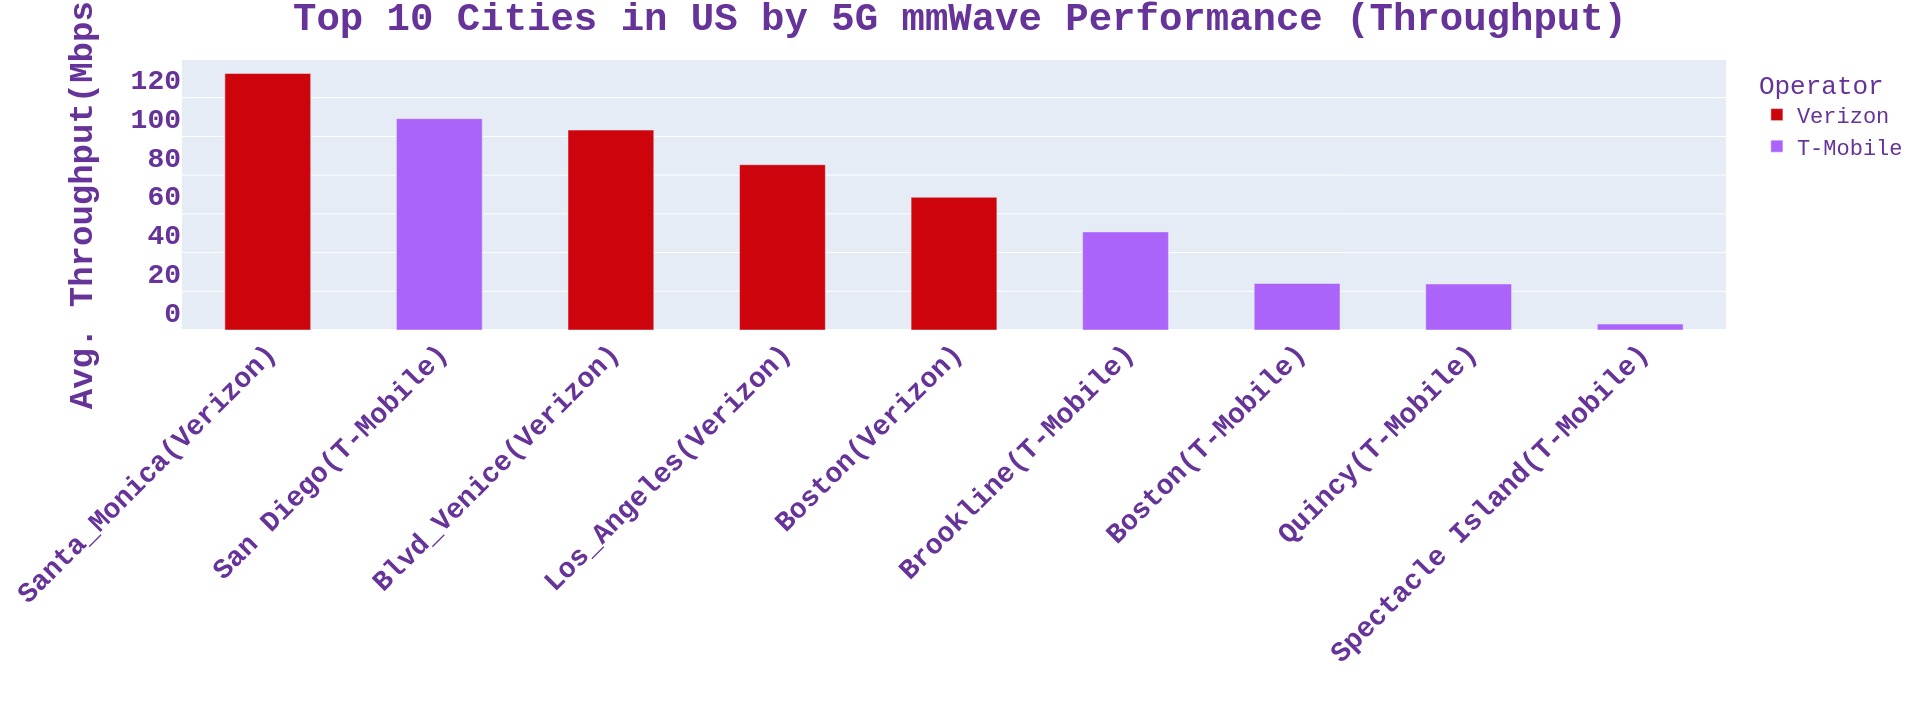 Top 10 Cities in US by 5G mmWave Performance (Throughput)
Avg. Throughput(Mbps
120
100
80
60
40
20
0
Operator
Verizon
T-Mobile
Santa_Monica(Verizon)
San Diego(T-Mobile)
Blvd_Venice(Verizon)
Los_Angeles(Verizon)
Boston(Verizon)
Brookline(T-Mobile)
Boston(T-Mobile)
Quincy(T-Mobile)
Spectacle Island(T-Mobile)